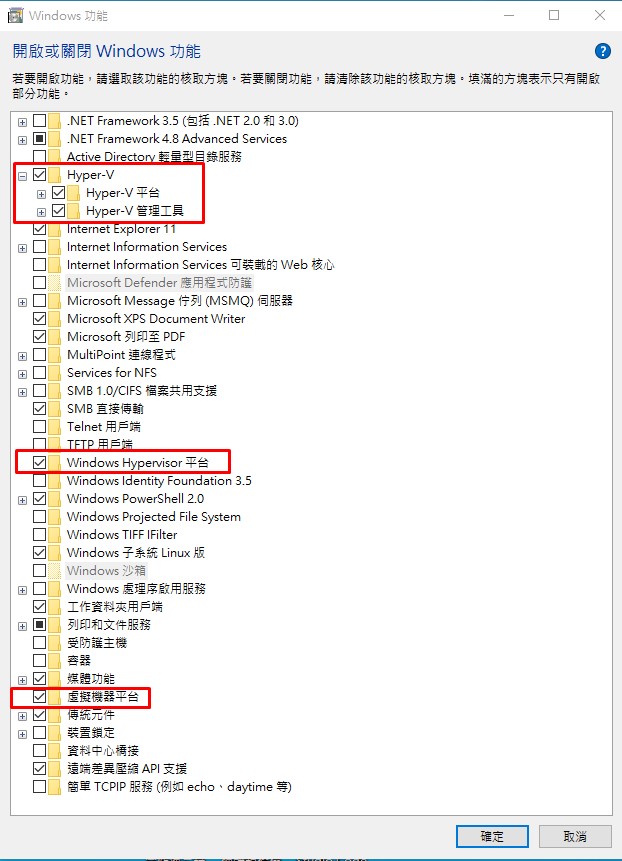 Windows 功能
開啟或關閉 Windows 功能
?
若要開啟功能，請選取該功能的核取方塊。若要關閉功能，請清除該功能的核取方塊。填滿的方塊表示只有開啟
部分功能。
.NET Framework 3.5 (包括 .NET 2.0 和 3.0)
.NET Framework 4.8 Advanced Services
Active Directory 輕量型目錄服務
Hyper-V
Hyper-V 平台
Hyper-V 管理工具
Internet Explorer 11
Internet Information Services
Internet Information Services 可裝載的 Web 核心
Microsoft Defender 應用程式防護
Microsoft Message 佇列 (MSMQ) 伺服器
Microsoft XPS Document Writer
Microsoft 列印至 PDF
MultiPoint 連線程式
Services for NFS
SMB 1.0/CIFS 檔案共用支援
SMB 直接傳輸
Telnet 用戶端
TFTP 用戶端
Windows Hypervisor 平台
Windows Identity Foundation 3.5
Windows PowerShell 2.0
Windows Projected File System
Windows TIFF IFilter
Windows 子系統 Linux 版
Windows 沙箱
Windows 處理序啟用服務
工作資料夾用戶端
列印和文件服務
受防護主機
容器
媒體功能
虛擬機器平台
傳統元件
裝置鎖定
資料中心橋接
遠端差異壓縮 API 支援
簡單 TCPIP 服務 (例如 echo、daytime 等)
確定
取消